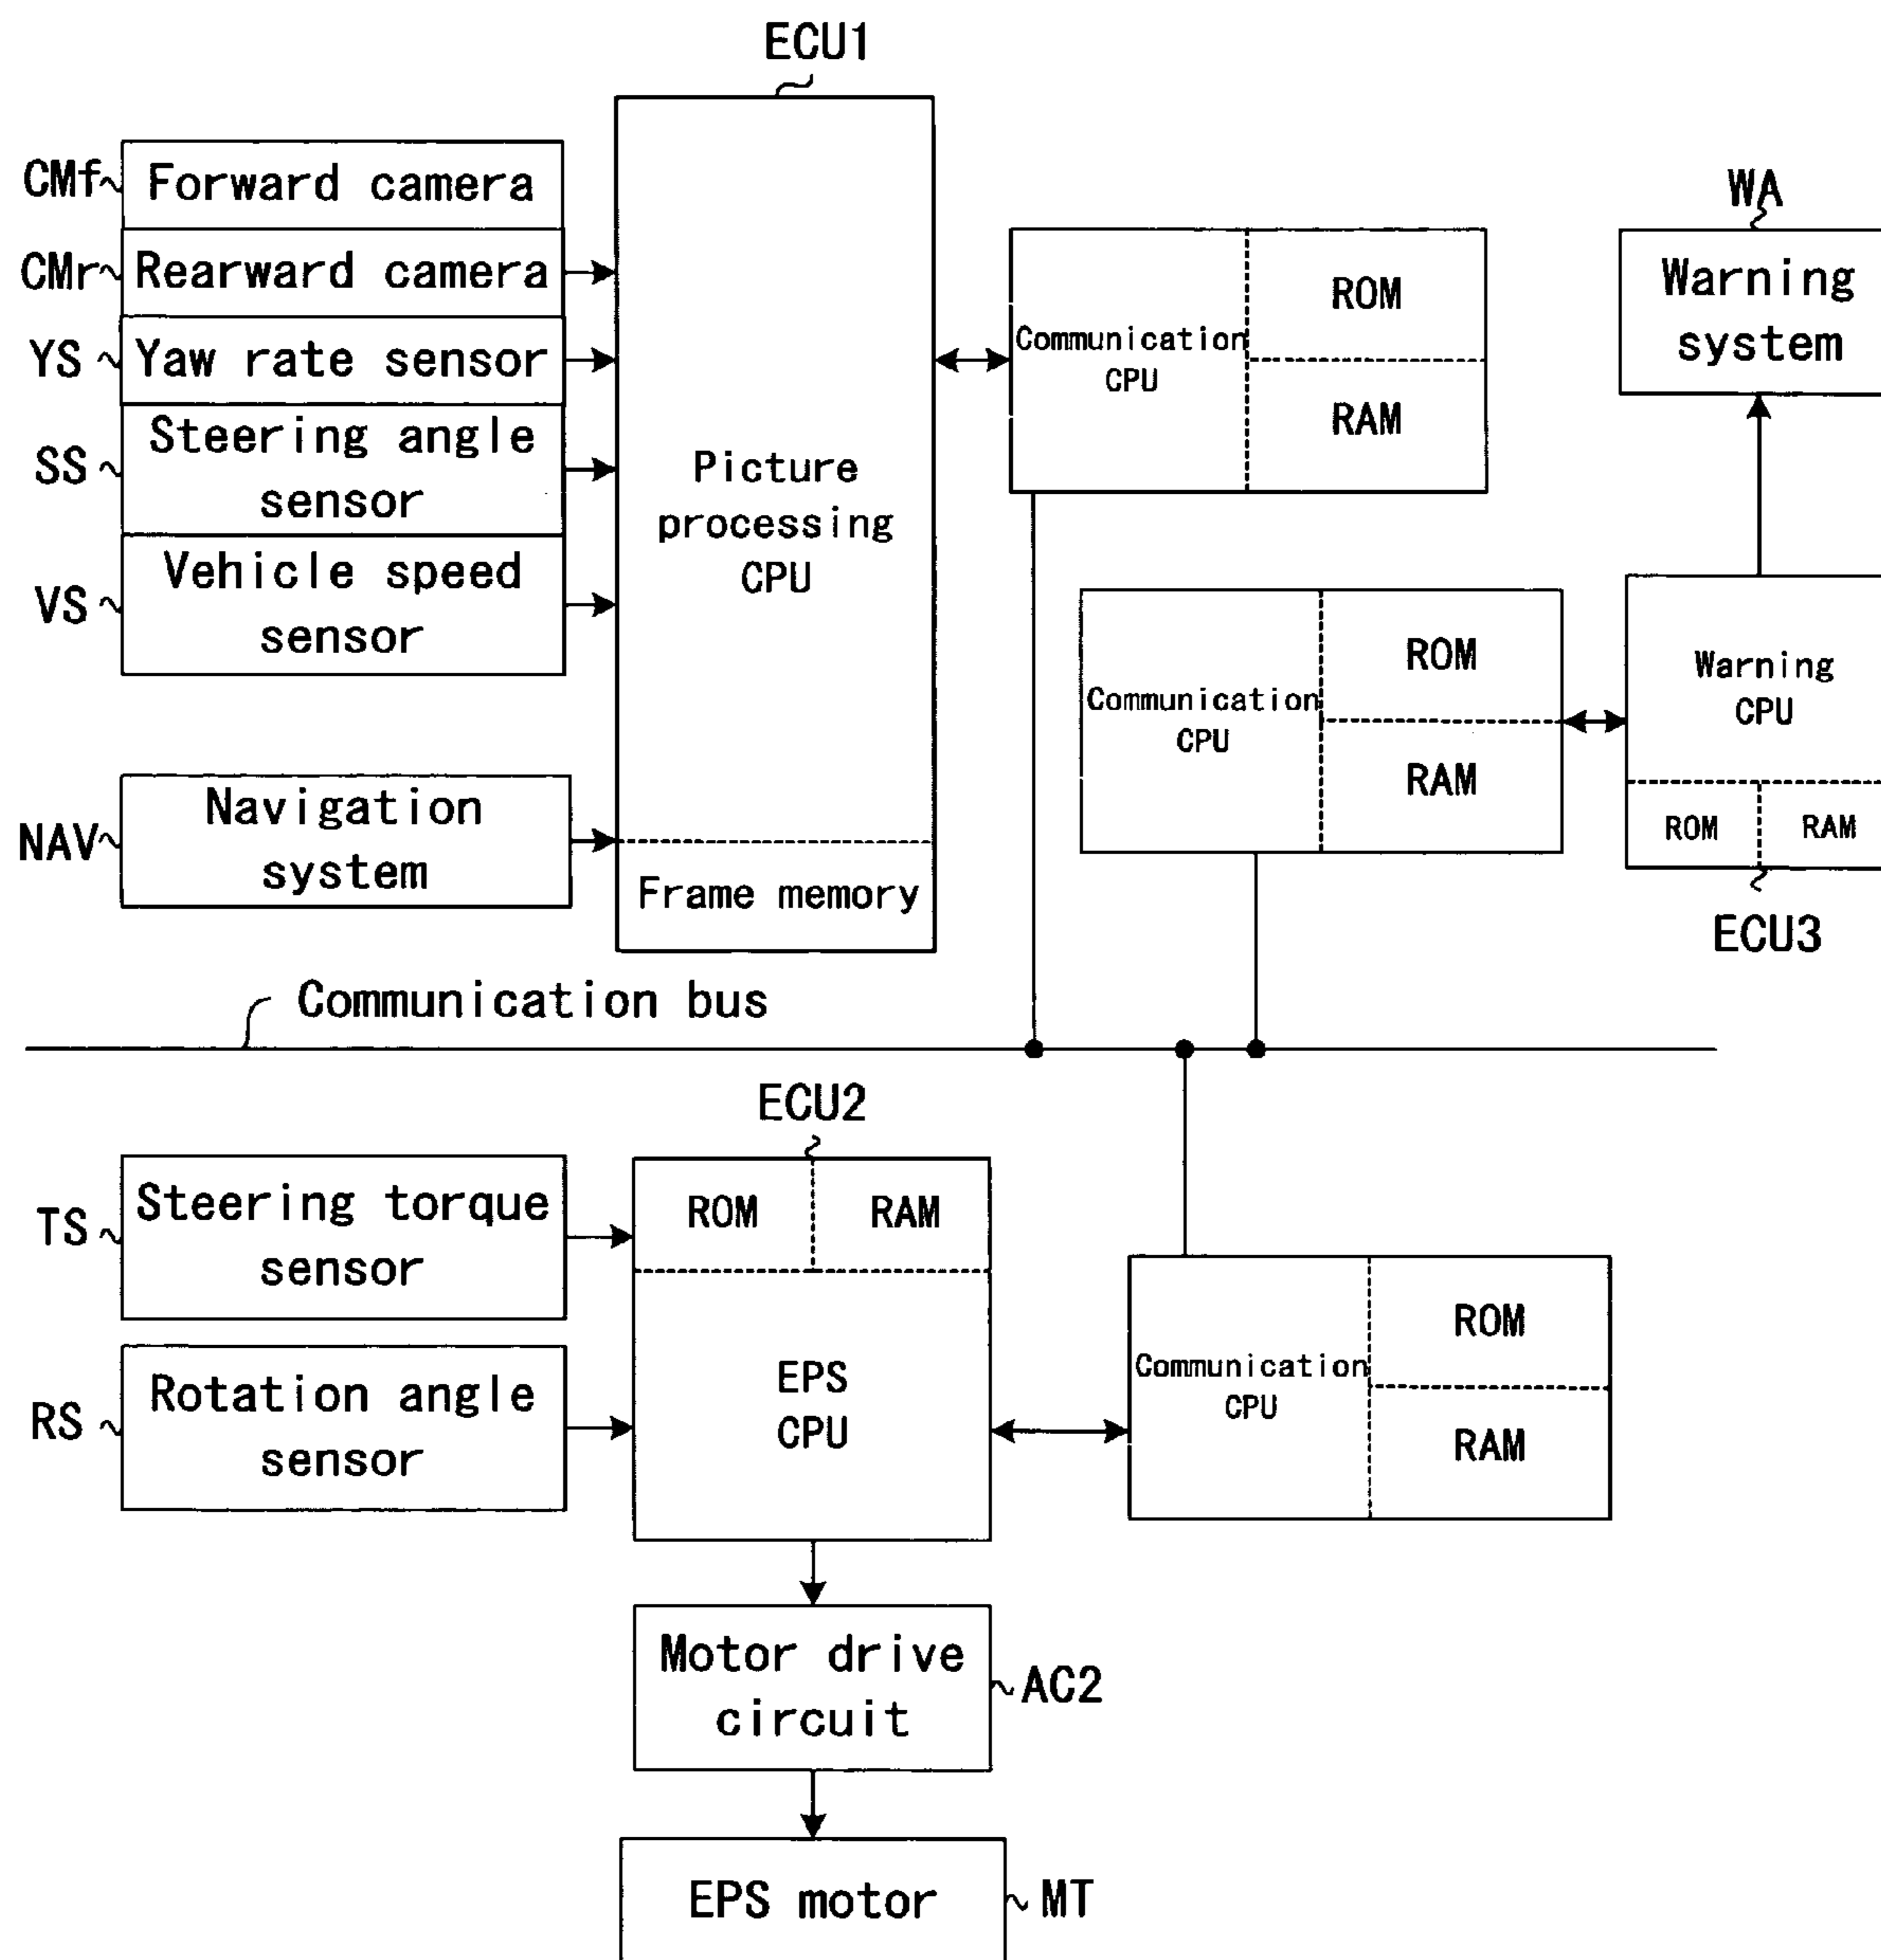 ECU1
CMf
Forward camera
CMr
Rearward camera
YS
Yaw rate sensor
SS
Steering angle
sensor
VS
Vehicle speed
sensor
NAV
Navigation
system
Picture
processing
CPU
Frame memory
Communication
CPU
ROM
RAM
WA
Warning
system
Communication
CPU
ROM
RAM
Warning
CPU
ROM
RAM
ECU3
Communication bus
ECU2
TS
Steering torque
sensor
RS
Rotation angle
sensor
ROM
RAM
EPS
CPU
Communication
CPU
ROM
RAM
Motor drive
circuit
AC2
EPS motor
MT